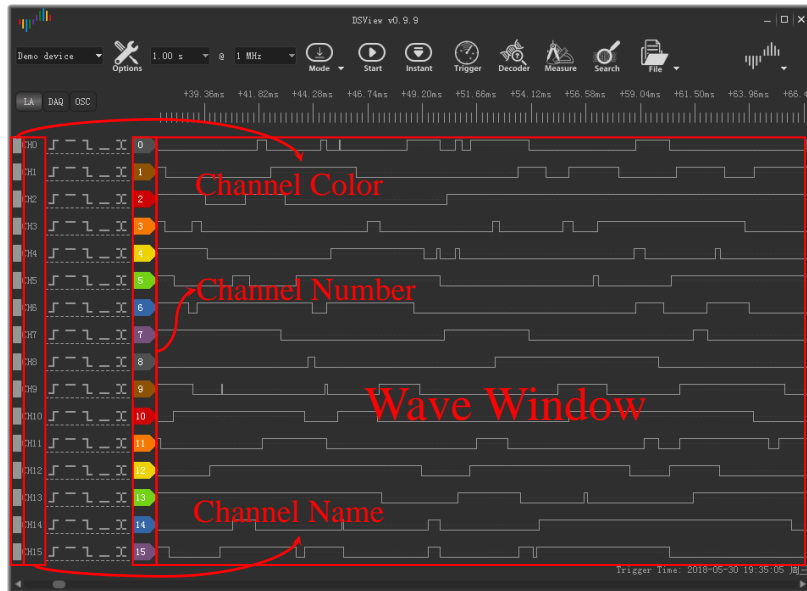 DSView v0.9.9
Demo device 1.00 s @ 1 MHz
Options Mode Start Instant Trigger Decoder Measure Search File
LA DAQ OSC
+39.36ms +41.82ms +44.28ms +46.74ms +49.20ms +51.66ms +54.12ms +56.58ms +59.04ms +61.50ms +63.96ms +66.4
CH0 0
CH1 1
Channel Color
CH2 2
CH3 3
CH4 4
CH5 5
Channel Number
CH6 6
CH7 7
CH8 8
CH9 9
Wave Window
CH10 10
CH11 11
CH12 12
CH13 13
Channel Name
CH14 14
CH15 15
Trigger Time: 2018-05-30 19:35:05 周三